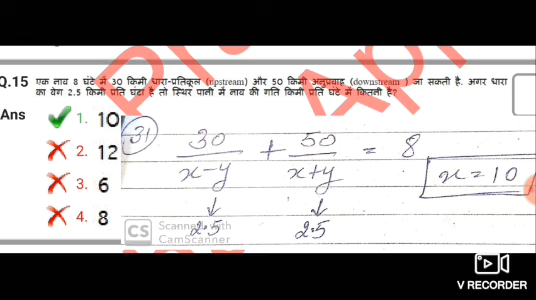 Q.15 एक नाव 8 घंटे में 30 किमी धारा-प्रतिकूल (upstream) और 50 किमी अनुप्रवाह (downstream ) जा सकती है. अगर धारा
का वेग 2.5 किमी प्रति घंटा है तो स्थिर पानी में नाव की गति किमी प्रति घंटे में कितनी है?
Ans
1. 10
2. 12
3. 6
4. 8
31
30/x-y + 50/x+y = 8
x = 10
2.5 2.5
CS Scanned with
CamScanner
V RECORDER